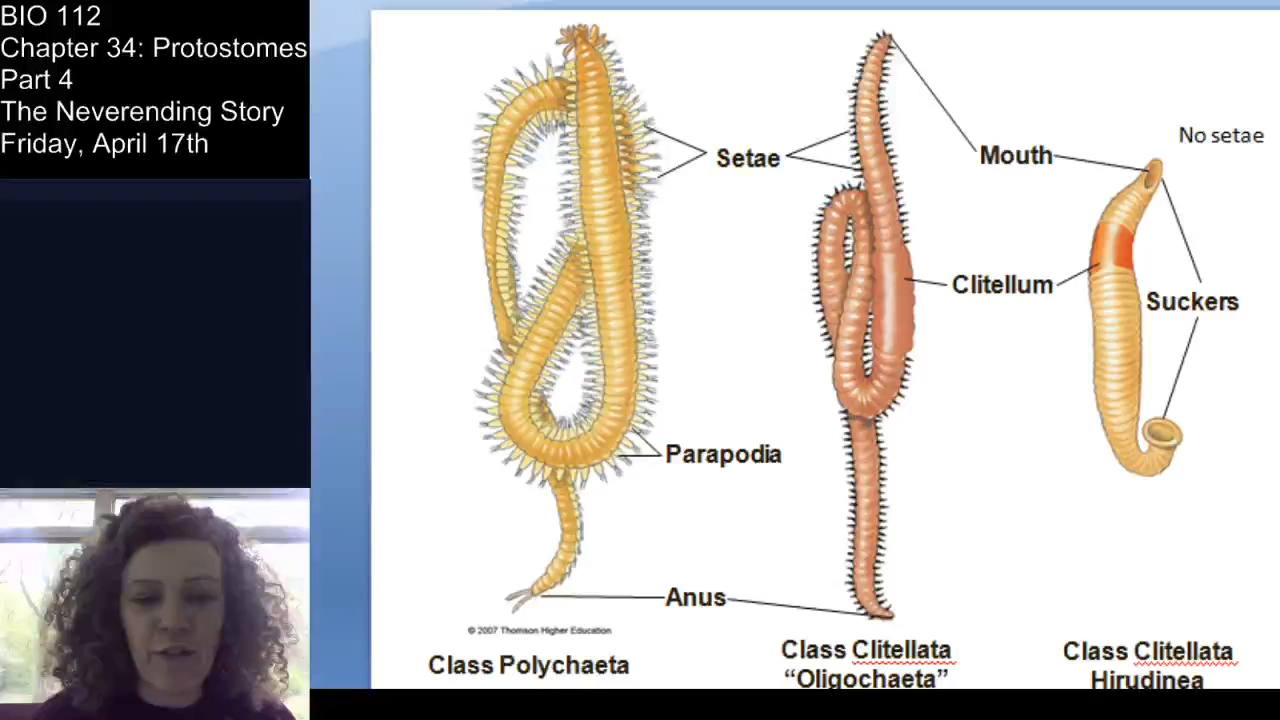 BIO 112
Chapter 34: Protostomes
Part 4
The Neverending Story
Friday, April 17th
No setae
Setae
Mouth
Clitellum
Suckers
Parapodia
Anus
© 2007 Thomson Higher Education
Class Polychaeta
Class Clitellata
“Oligochaeta”
Class Clitellata
Hirudinea